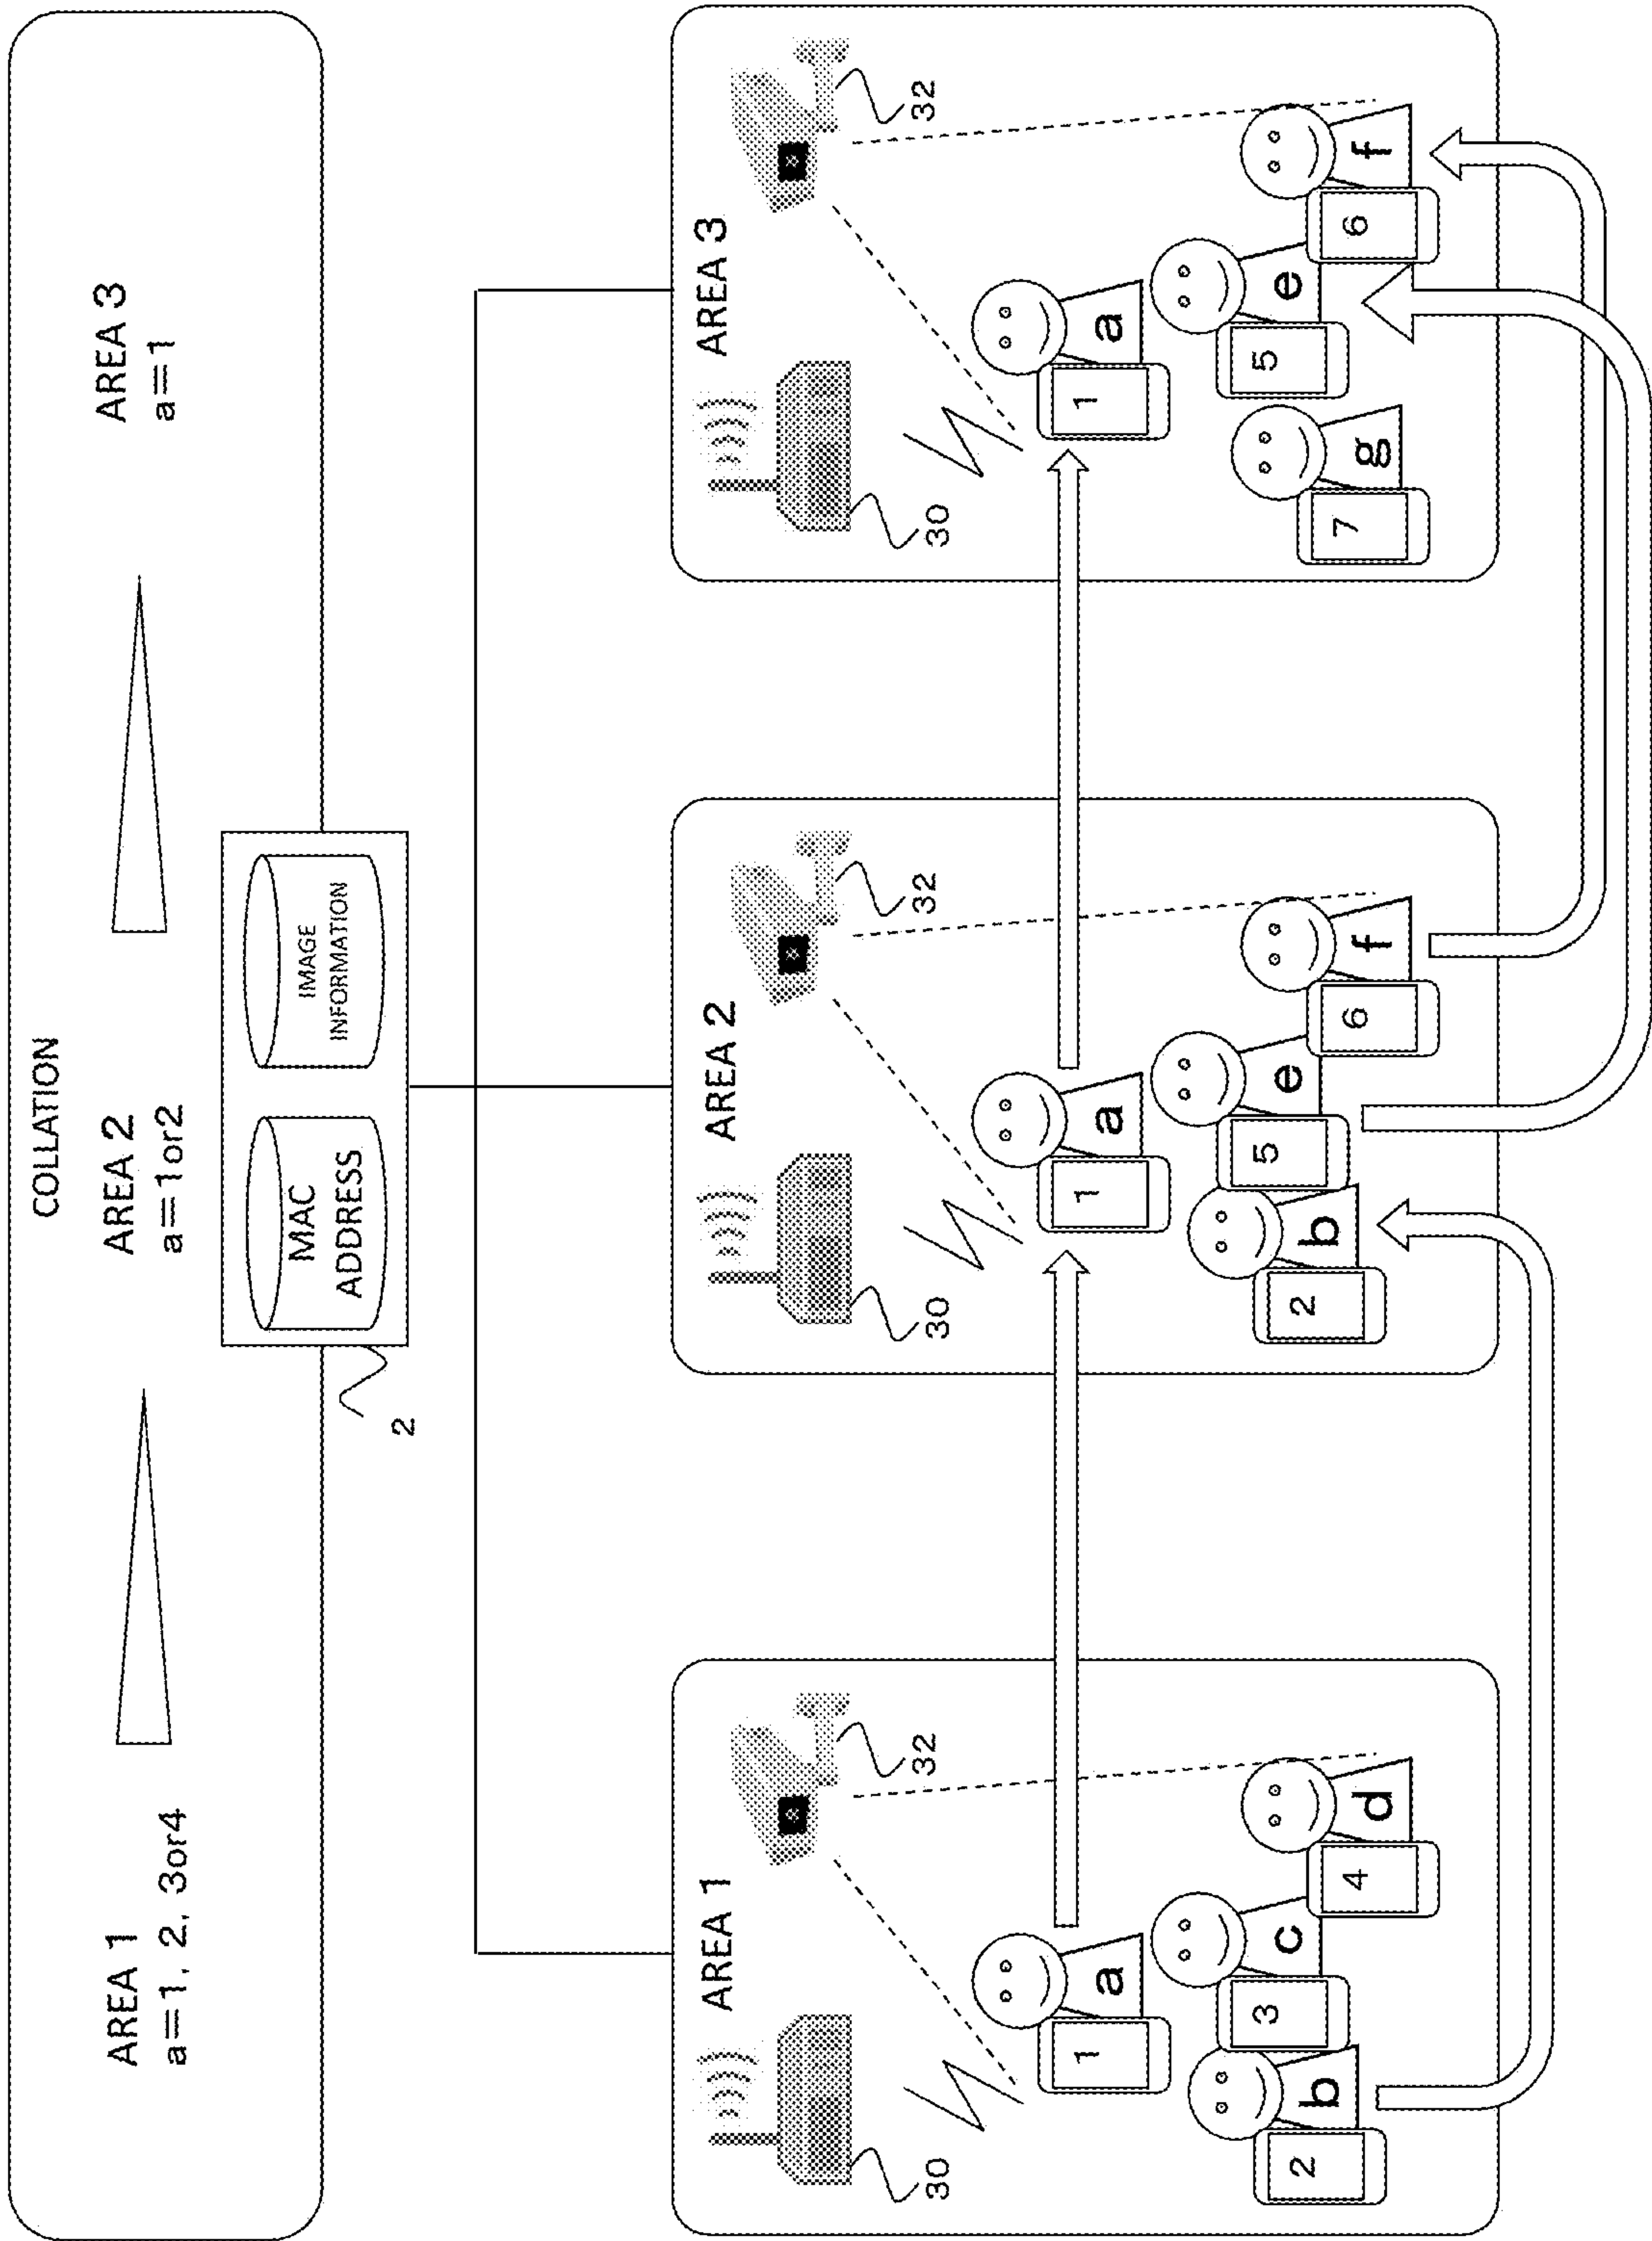 COLLATION
AREA 1
a=1, 2, 3or4
AREA 2
a=1or2
AREA 3
a=1
MAC
ADDRESS
IMAGE
INFORMATION
2
AREA 1
30
32
1
a
2
b
3
c
4
d
AREA 2
30
32
1
a
2
b
5
e
6
f
AREA 3
30
32
1
a
7
g
5
e
6
f